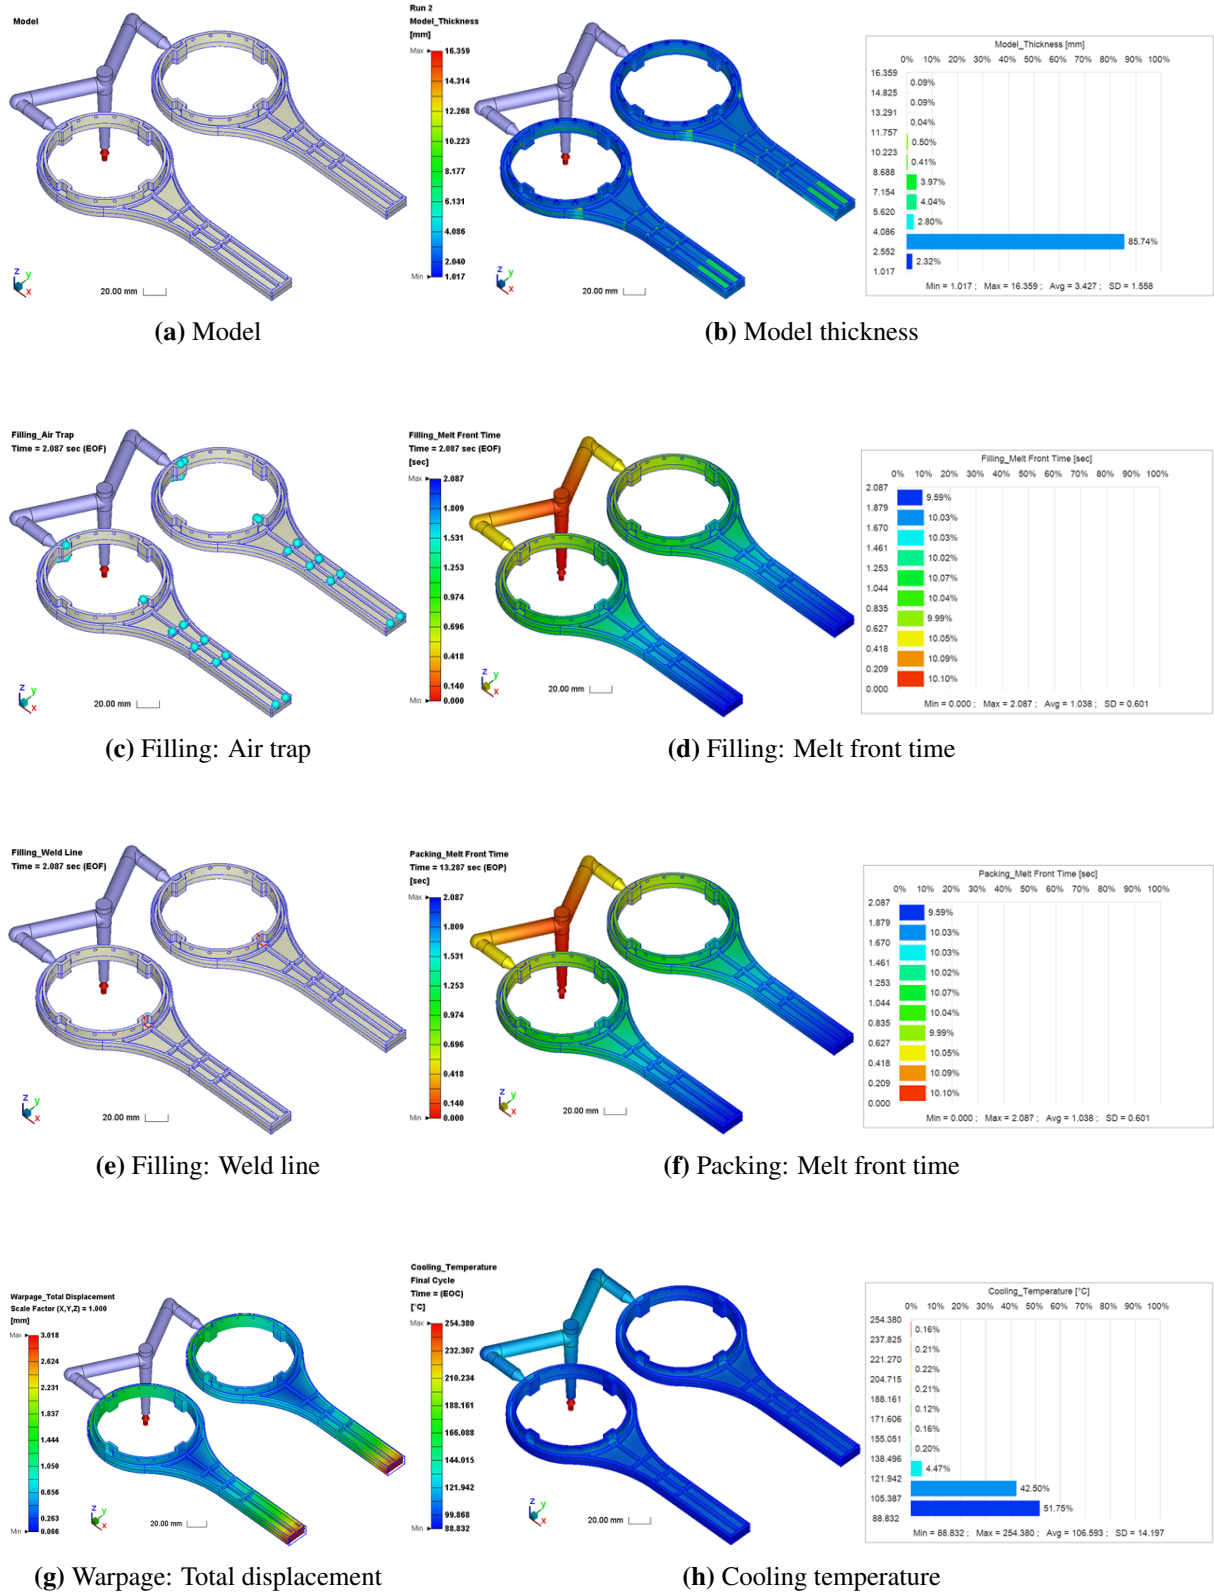 Model
z
y
x
20.00 mm
Run 2
Model_Thickness
[mm]
Max 16.359
14.314
12.268
10.223
8.177
6.131
4.086
2.040
Min 1.017
z
y
x
20.00 mm
Model_Thickness [mm]
0% 10% 20% 30% 40% 50% 60% 70% 80% 90% 100%
16.359
0.09%
14.825
0.09%
13.291
0.04%
11.757
0.50%
10.223
0.41%
8.688
3.97%
7.154
4.04%
5.620
2.80%
4.086
85.74%
2.552
2.32%
1.017
Min = 1.017 ; Max = 16.359 ; Avg = 3.427 ; SD = 1.558
(a) Model
(b) Model thickness
Filling_Air Trap
Time = 2.087 sec (EOF)
z
y
x
20.00 mm
Filling_Melt Front Time
Time = 2.087 sec (EOF)
[sec]
Max 2.087
1.809
1.531
1.253
0.974
0.696
0.418
0.140
Min 0.000
z
y
x
20.00 mm
Filling_Melt Front Time [sec]
0% 10% 20% 30% 40% 50% 60% 70% 80% 90% 100%
2.087
9.59%
1.879
10.03%
1.670
10.03%
1.461
10.02%
1.253
10.07%
1.044
10.04%
0.835
9.99%
0.627
10.05%
0.418
10.09%
0.209
10.10%
0.000
Min = 0.000 ; Max = 2.087 ; Avg = 1.038 ; SD = 0.601
(c) Filling: Air trap
(d) Filling: Melt front time
Filling_Weld Line
Time = 2.087 sec (EOF)
z
y
x
20.00 mm
Packing_Melt Front Time
Time = 13.287 sec (EOP)
[sec]
Max 2.087
1.809
1.531
1.253
0.974
0.696
0.418
0.140
Min 0.000
z
y
x
20.00 mm
Packing_Melt Front Time [sec]
0% 10% 20% 30% 40% 50% 60% 70% 80% 90% 100%
2.087
9.59%
1.879
10.03%
1.670
10.03%
1.461
10.02%
1.253
10.07%
1.044
10.04%
0.835
9.99%
0.627
10.05%
0.418
10.09%
0.209
10.10%
0.000
Min = 0.000 ; Max = 2.087 ; Avg = 1.038 ; SD = 0.601
(e) Filling: Weld line
(f) Packing: Melt front time
Warpage_Total Displacement
Scale Factor (X,Y,Z) = 1.000
[mm]
Max 3.018
2.624
2.231
1.837
1.444
1.050
0.656
0.263
Min 0.066
z
y
x
20.00 mm
Cooling_Temperature
Final Cycle
Time = (EOC)
[°C]
Max 254.380
232.307
210.234
188.161
166.088
144.015
121.942
99.868
Min 88.832
z
y
x
20.00 mm
Cooling_Temperature [°C]
0% 10% 20% 30% 40% 50% 60% 70% 80% 90% 100%
254.380
0.16%
237.825
0.21%
221.270
0.22%
204.715
0.21%
188.161
0.12%
171.606
0.16%
155.051
0.20%
138.496
4.47%
121.942
42.50%
105.387
51.75%
88.832
Min = 88.832 ; Max = 254.380 ; Avg = 106.593 ; SD = 14.197
(g) Warpage: Total displacement
(h) Cooling temperature